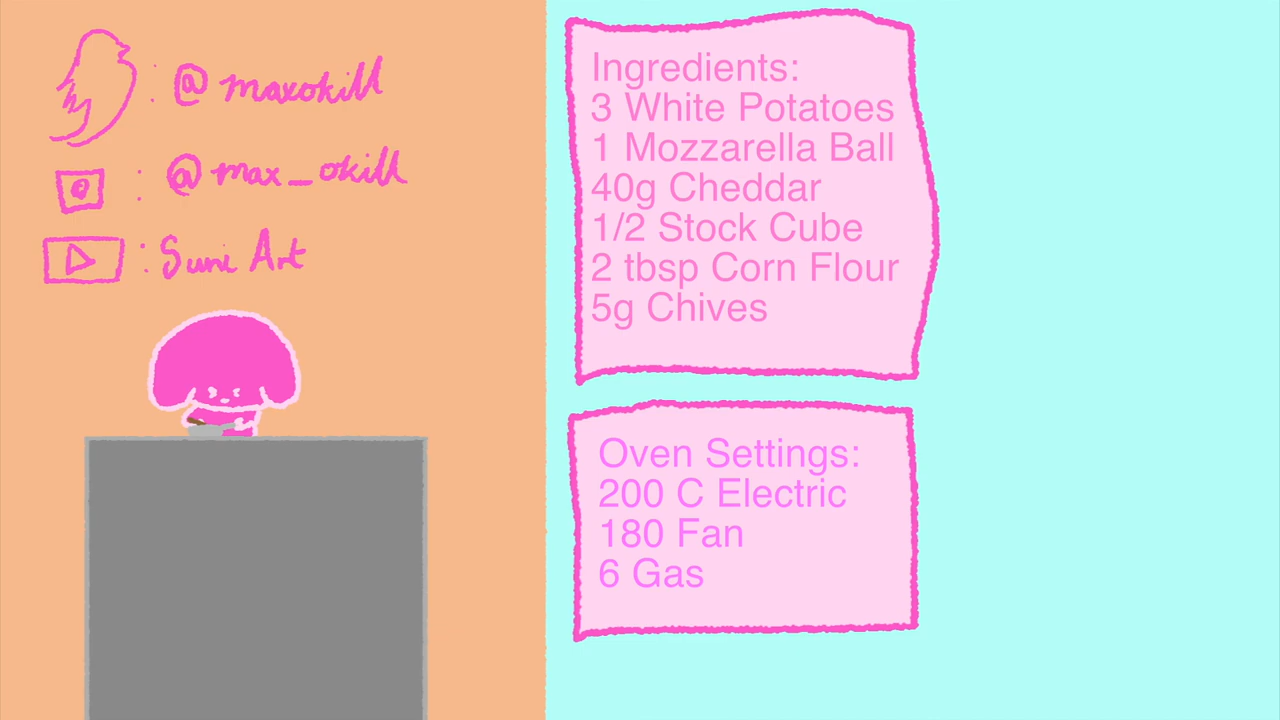 : @maxokill
: @max_okill
: Suni Art
Ingredients:
3 White Potatoes
1 Mozzarella Ball
40g Cheddar
1/2 Stock Cube
2 tbsp Corn Flour
5g Chives
Oven Settings:
200 C Electric
180 Fan
6 Gas